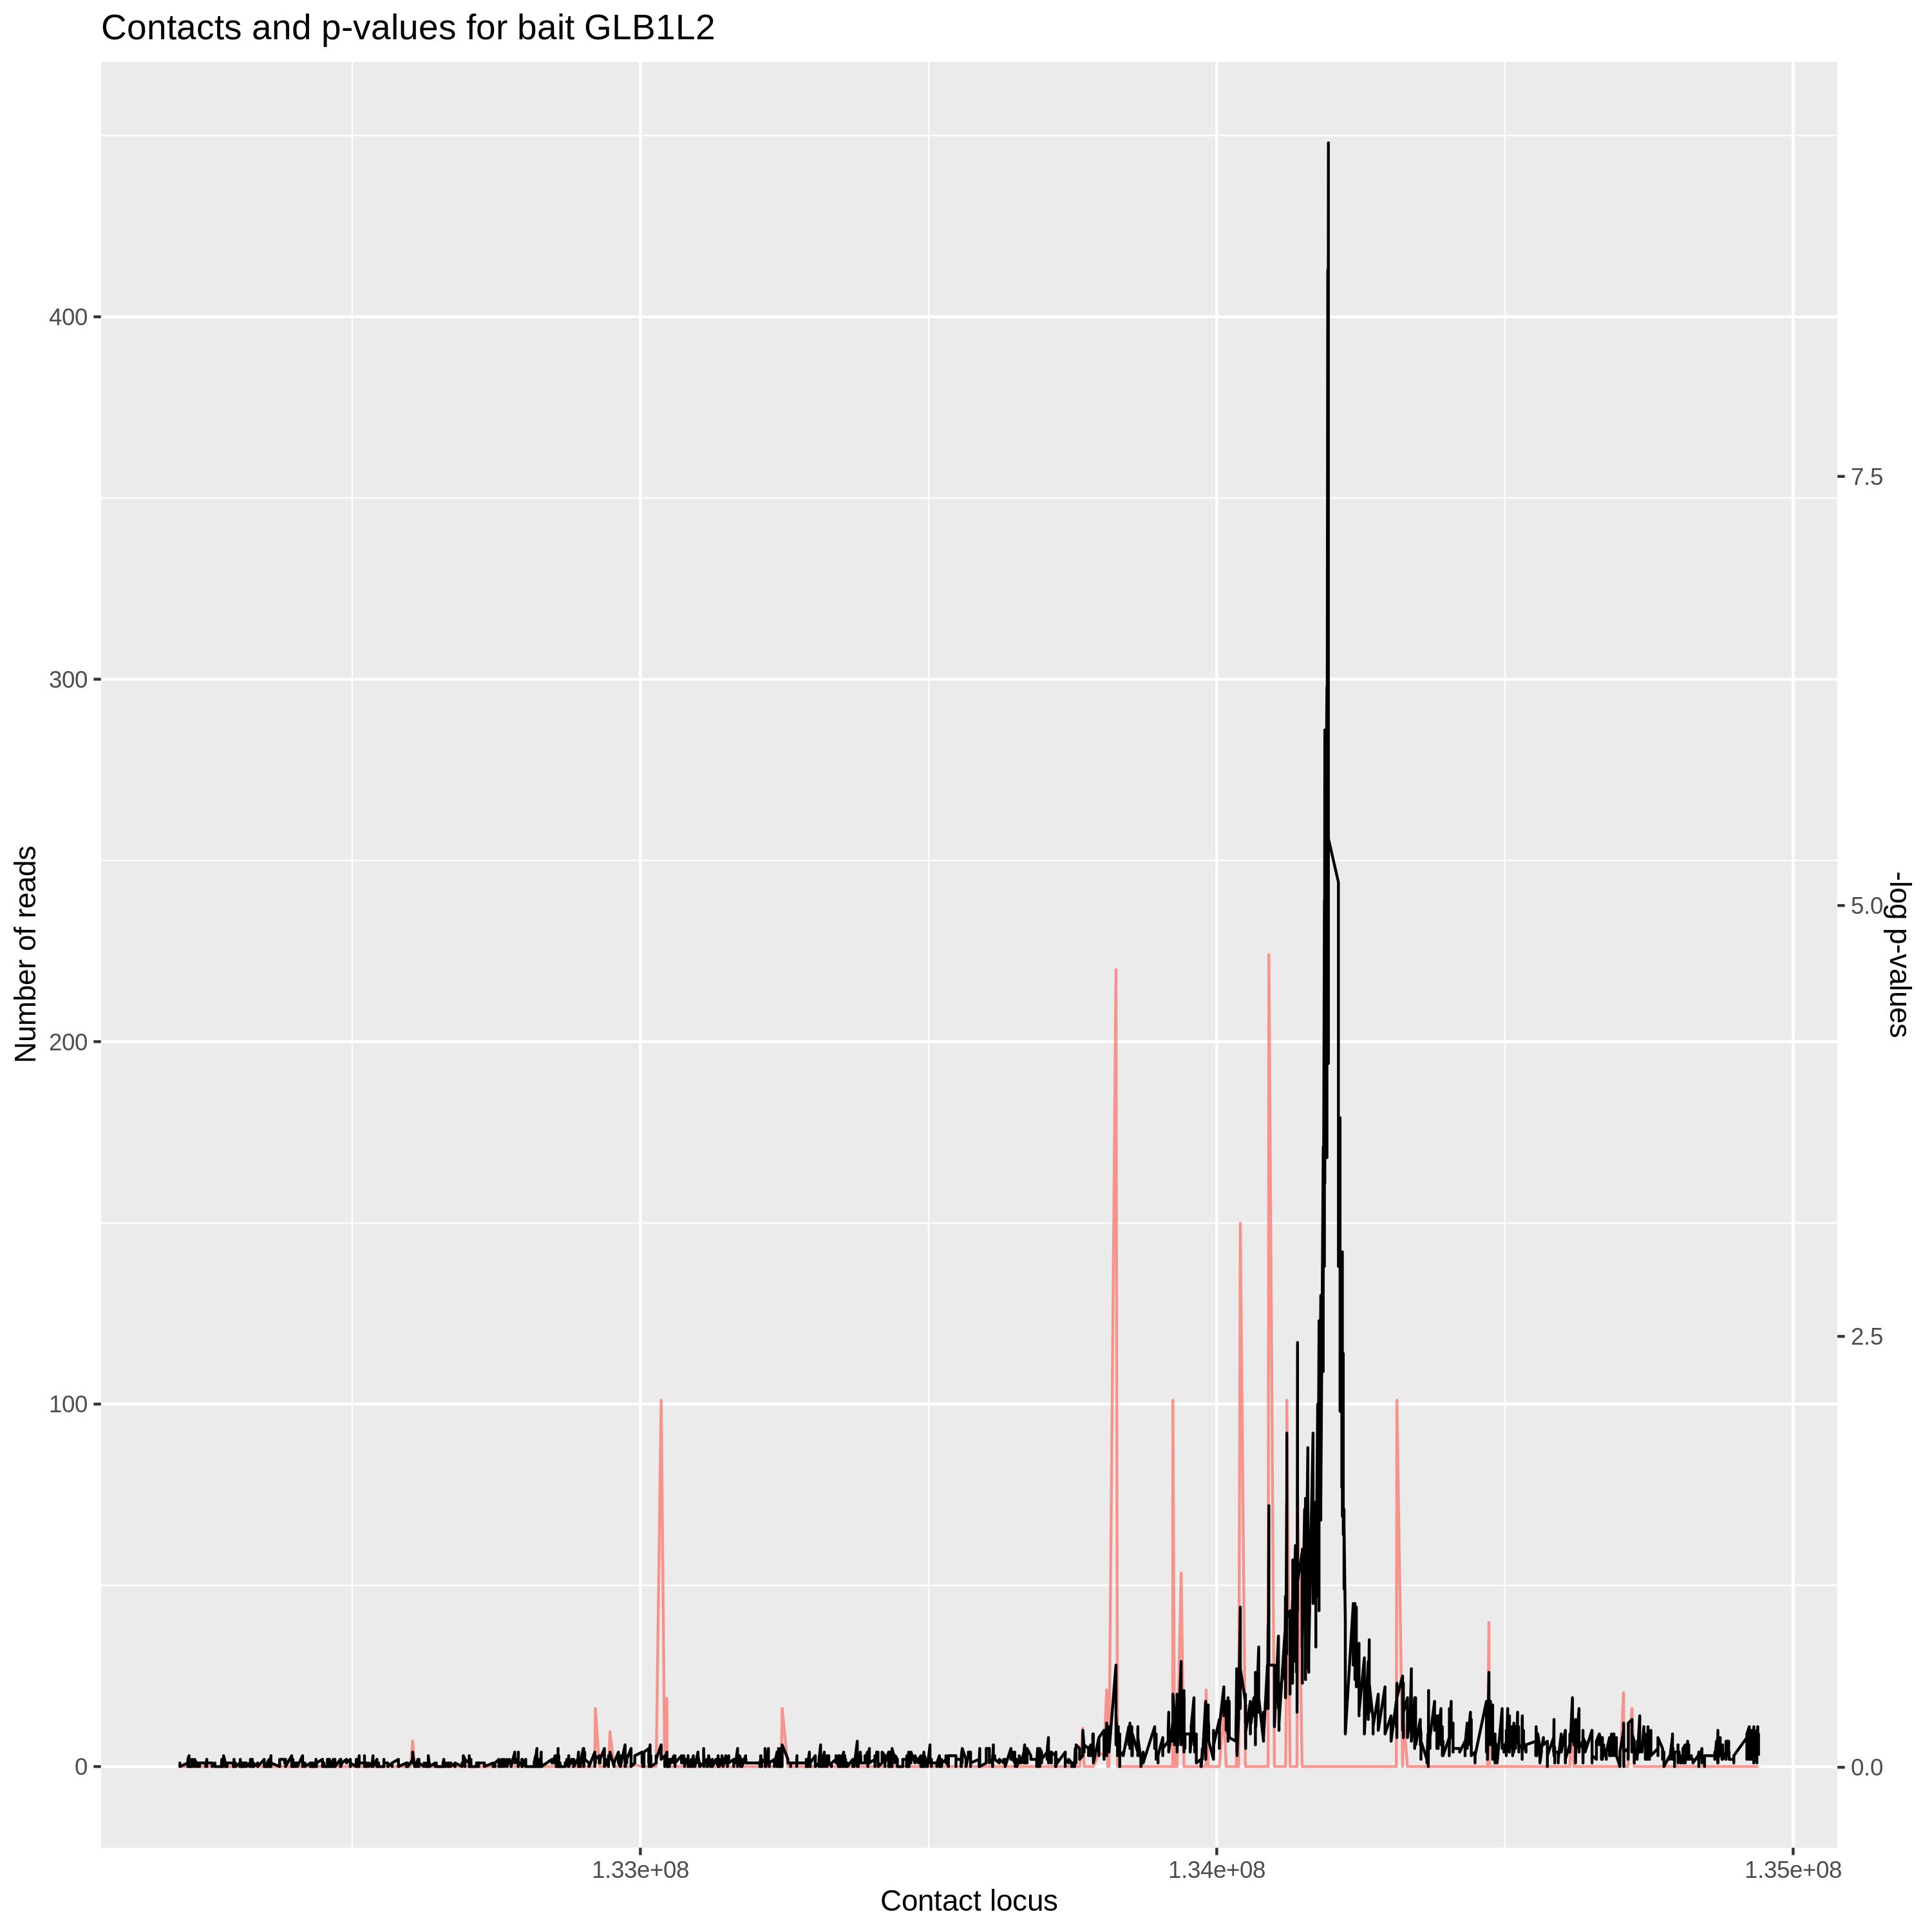 Contacts and p-values for bait GLB1L2
Number of reads
400
300
200
100
0
7.5
5.0
2.5
0.0
-log p-values
1.33e+08
1.34e+08
1.35e+08
Contact locus